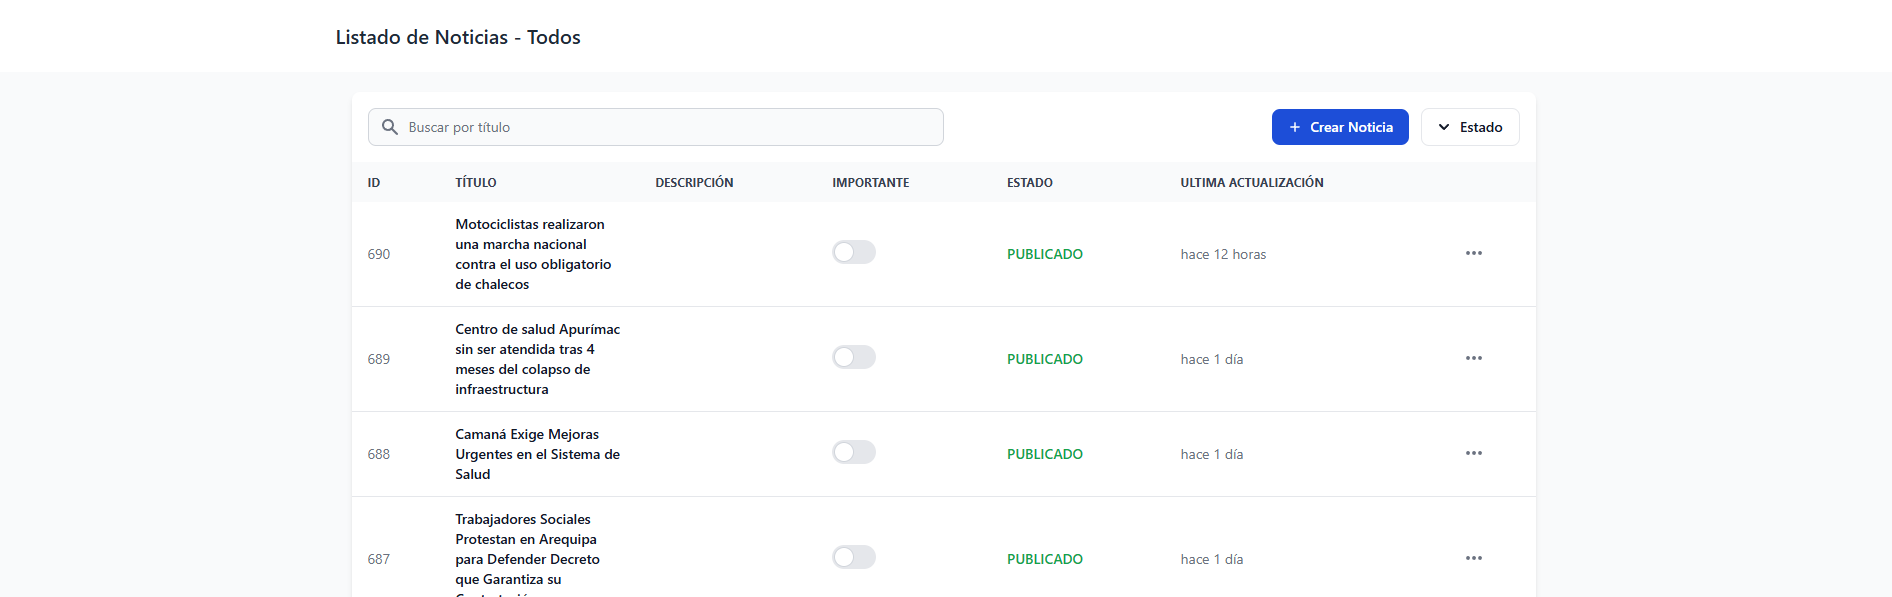 Listado de Noticias - Todos
Buscar por título
+ Crear Noticia
Estado
ID TÍTULO DESCRIPCIÓN IMPORTANTE ESTADO ULTIMA ACTUALIZACIÓN
690
Motociclistas realizaron
una marcha nacional
contra el uso obligatorio
de chalecos
PUBLICADO
hace 12 horas
689
Centro de salud Apurímac
sin ser atendida tras 4
meses del colapso de
infraestructura
PUBLICADO
hace 1 día
688
Camaná Exige Mejoras
Urgentes en el Sistema de
Salud
PUBLICADO
hace 1 día
687
Trabajadores Sociales
Protestan en Arequipa
para Defender Decreto
que Garantiza su
PUBLICADO
hace 1 día